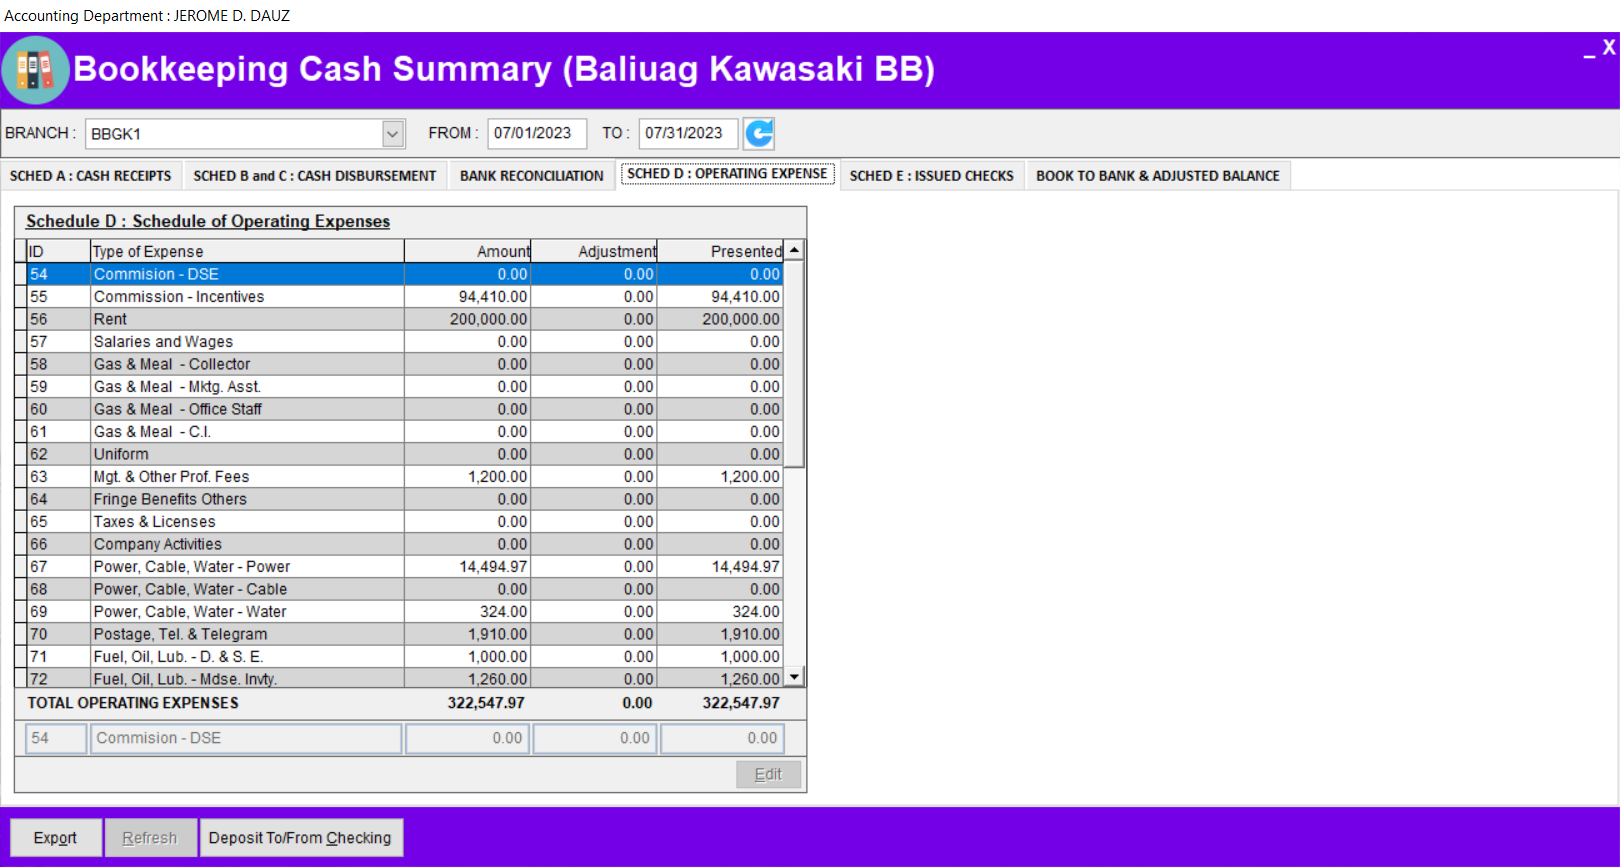 Accounting Department : JEROME D. DAUZ
Bookkeeping Cash Summary (Baliuag Kawasaki BB)
_ X
BRANCH : BBGK1 FROM : 07/01/2023 TO : 07/31/2023
SCHED A : CASH RECEIPTS SCHED B and C : CASH DISBURSEMENT BANK RECONCILIATION SCHED D : OPERATING EXPENSE SCHED E : ISSUED CHECKS BOOK TO BANK & ADJUSTED BALANCE
Schedule D : Schedule of Operating Expenses
ID Type of Expense Amount Adjustment Presented
54 Commision - DSE 0.00 0.00 0.00
55 Commission - Incentives 94,410.00 0.00 94,410.00
56 Rent 200,000.00 0.00 200,000.00
57 Salaries and Wages 0.00 0.00 0.00
58 Gas & Meal - Collector 0.00 0.00 0.00
59 Gas & Meal - Mktg. Asst. 0.00 0.00 0.00
60 Gas & Meal - Office Staff 0.00 0.00 0.00
61 Gas & Meal - C.I. 0.00 0.00 0.00
62 Uniform 0.00 0.00 0.00
63 Mgt. & Other Prof. Fees 1,200.00 0.00 1,200.00
64 Fringe Benefits Others 0.00 0.00 0.00
65 Taxes & Licenses 0.00 0.00 0.00
66 Company Activities 0.00 0.00 0.00
67 Power, Cable, Water - Power 14,494.97 0.00 14,494.97
68 Power, Cable, Water - Cable 0.00 0.00 0.00
69 Power, Cable, Water - Water 324.00 0.00 324.00
70 Postage, Tel. & Telegram 1,910.00 0.00 1,910.00
71 Fuel, Oil, Lub. - D. & S. E. 1,000.00 0.00 1,000.00
72 Fuel, Oil, Lub. - Mdse. Invty. 1,260.00 0.00 1,260.00
TOTAL OPERATING EXPENSES 322,547.97 0.00 322,547.97
54 Commision - DSE 0.00 0.00 0.00
Edit
Export Refresh Deposit To/From Checking